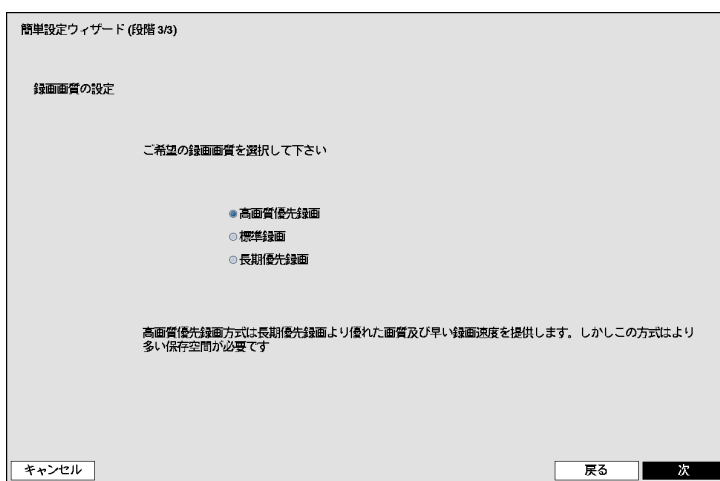 簡単設定ウィザード (段階 3/3)
録画画質の設定
ご希望の録画画質を選択して下さい
高画質優先録画
標準録画
長期優先録画
高画質優先録画方式は長期優先録画より優れた画質及び早い録画速度を提供します。しかしこの方式はより
多い保存空間が必要です
キャンセル
戻る
次